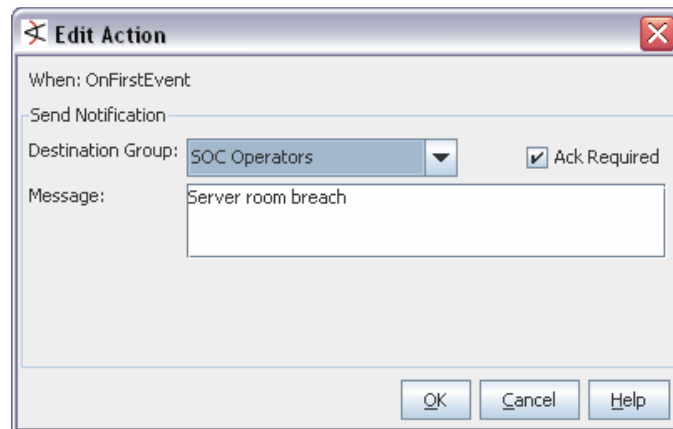 Edit Action
When: OnFirstEvent
Send Notification
Destination Group: SOC Operators Ack Required
Message: Server room breach
OK Cancel Help